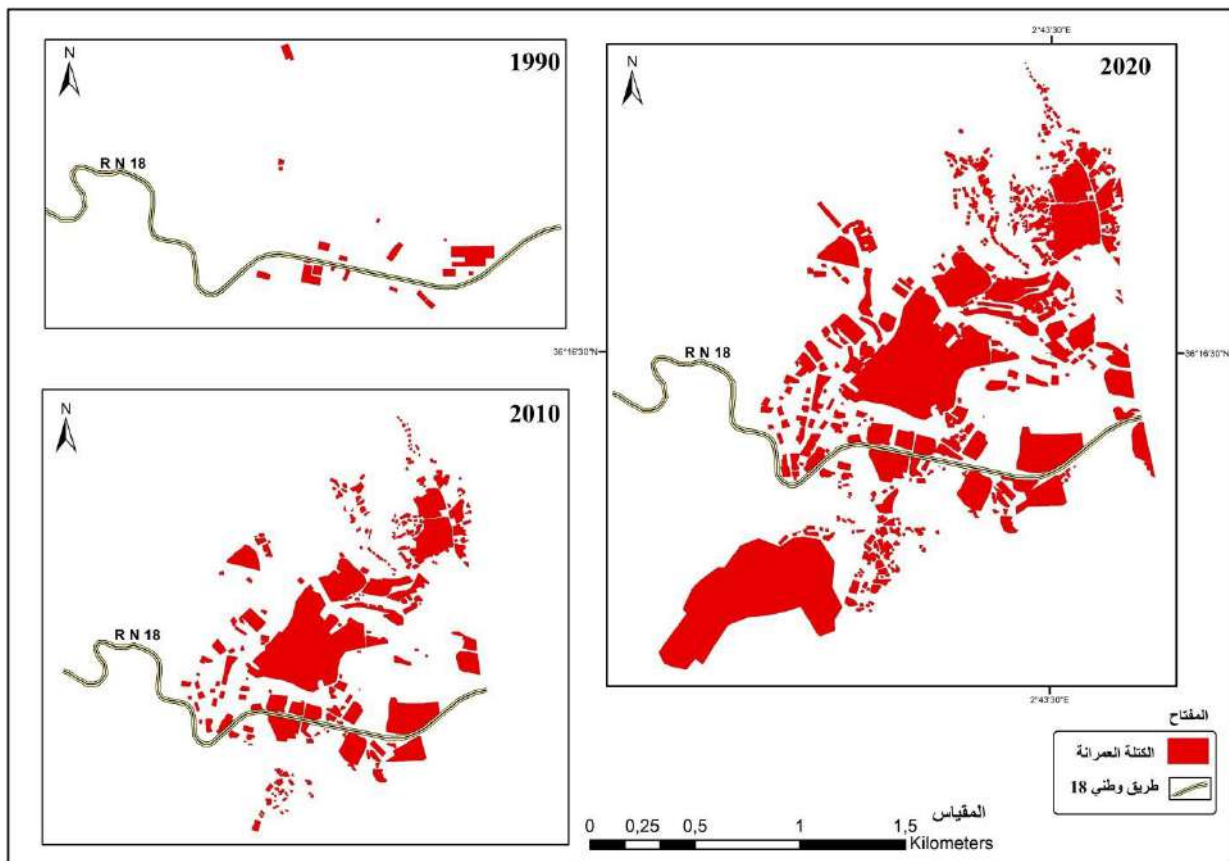 1990
N
R N 18
2010
N
R N 18
2°43'30"E
2020
N
36°16'30"N
36°16'30"N
R N 18
2°43'30"E
المفتاح
الكتلة العمرانة
طريق وطني 18
المقياس
0 0,25 0,5 1 1,5
Kilometers